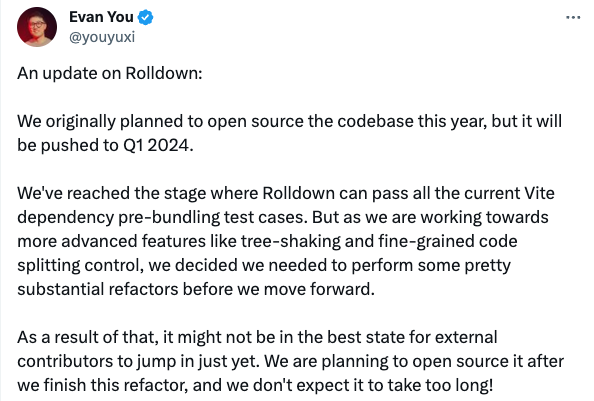 Evan You
@youyuxi
An update on Rolldown:
We originally planned to open source the codebase this year, but it will
be pushed to Q1 2024.
We've reached the stage where Rolldown can pass all the current Vite
dependency pre-bundling test cases. But as we are working towards
more advanced features like tree-shaking and fine-grained code
splitting control, we decided we needed to perform some pretty
substantial refactors before we move forward.
As a result of that, it might not be in the best state for external
contributors to jump in just yet. We are planning to open source it after
we finish this refactor, and we don't expect it to take too long!